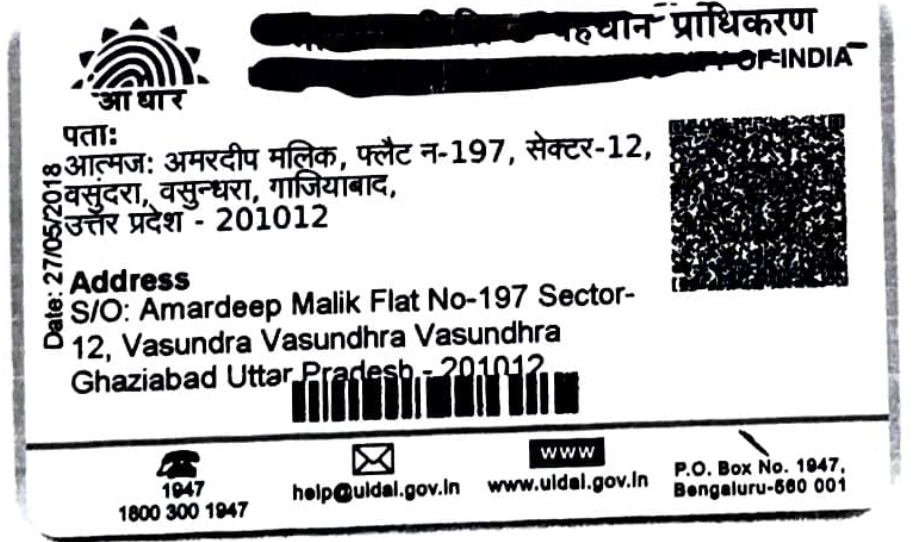 पहचान प्राधिकरण
OF INDIA
आधार
पता:
आत्मज: अमरदीप मलिक, फ्लैट न-197, सेक्टर-12,
वसुंदरा, वसुन्धरा, गाजियाबाद,
उत्तर प्रदेश - 201012
Date: 27/05/2018
Address
S/O: Amardeep Malik Flat No-197 Sector-
12, Vasundra Vasundhra Vasundhra
Ghaziabad Uttar Pradesh - 201012
1947
1800 300 1947
help@uidai.gov.in
www
www.uidai.gov.in
P.O. Box No. 1947,
Bengaluru-560 001